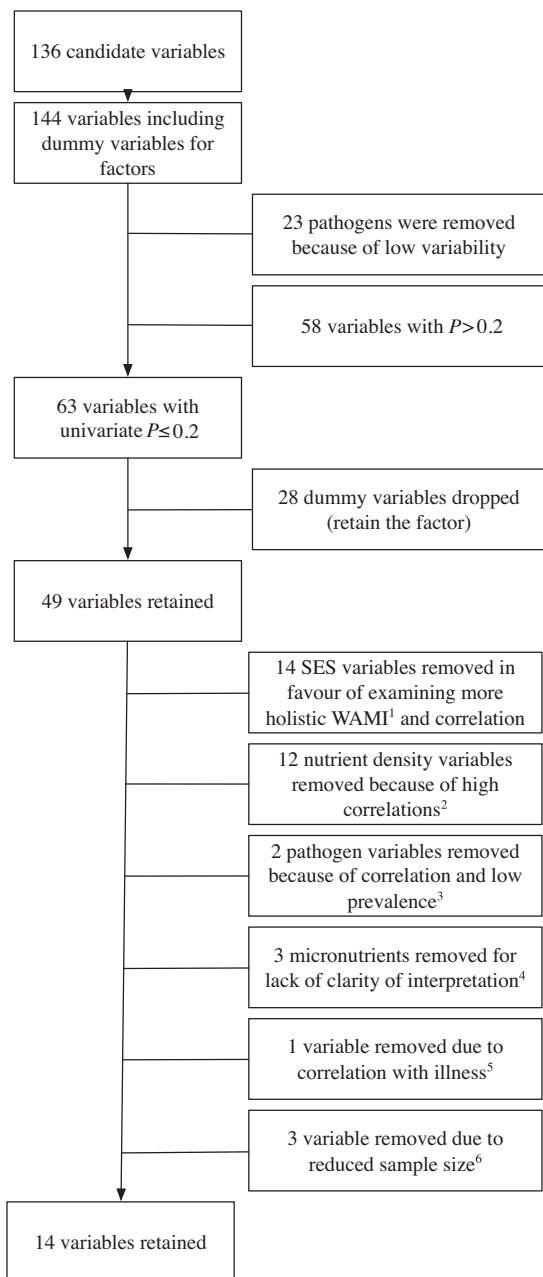 136 candidate variables
144 variables including
dummy variables for
factors
23 pathogens were removed
because of low variability
58 variables with P>0.2
63 variables with
univariate P≤0.2
28 dummy variables dropped
(retain the factor)
49 variables retained
14 SES variables removed in
favour of examining more
holistic WAMI¹ and correlation
12 nutrient density variables
removed because of high
correlations²
2 pathogen variables removed
because of correlation and low
prevalence³
3 micronutrients removed for
lack of clarity of interpretation⁴
1 variable removed due to
correlation with illness⁵
3 variable removed due to
reduced sample size⁶
14 variables retained